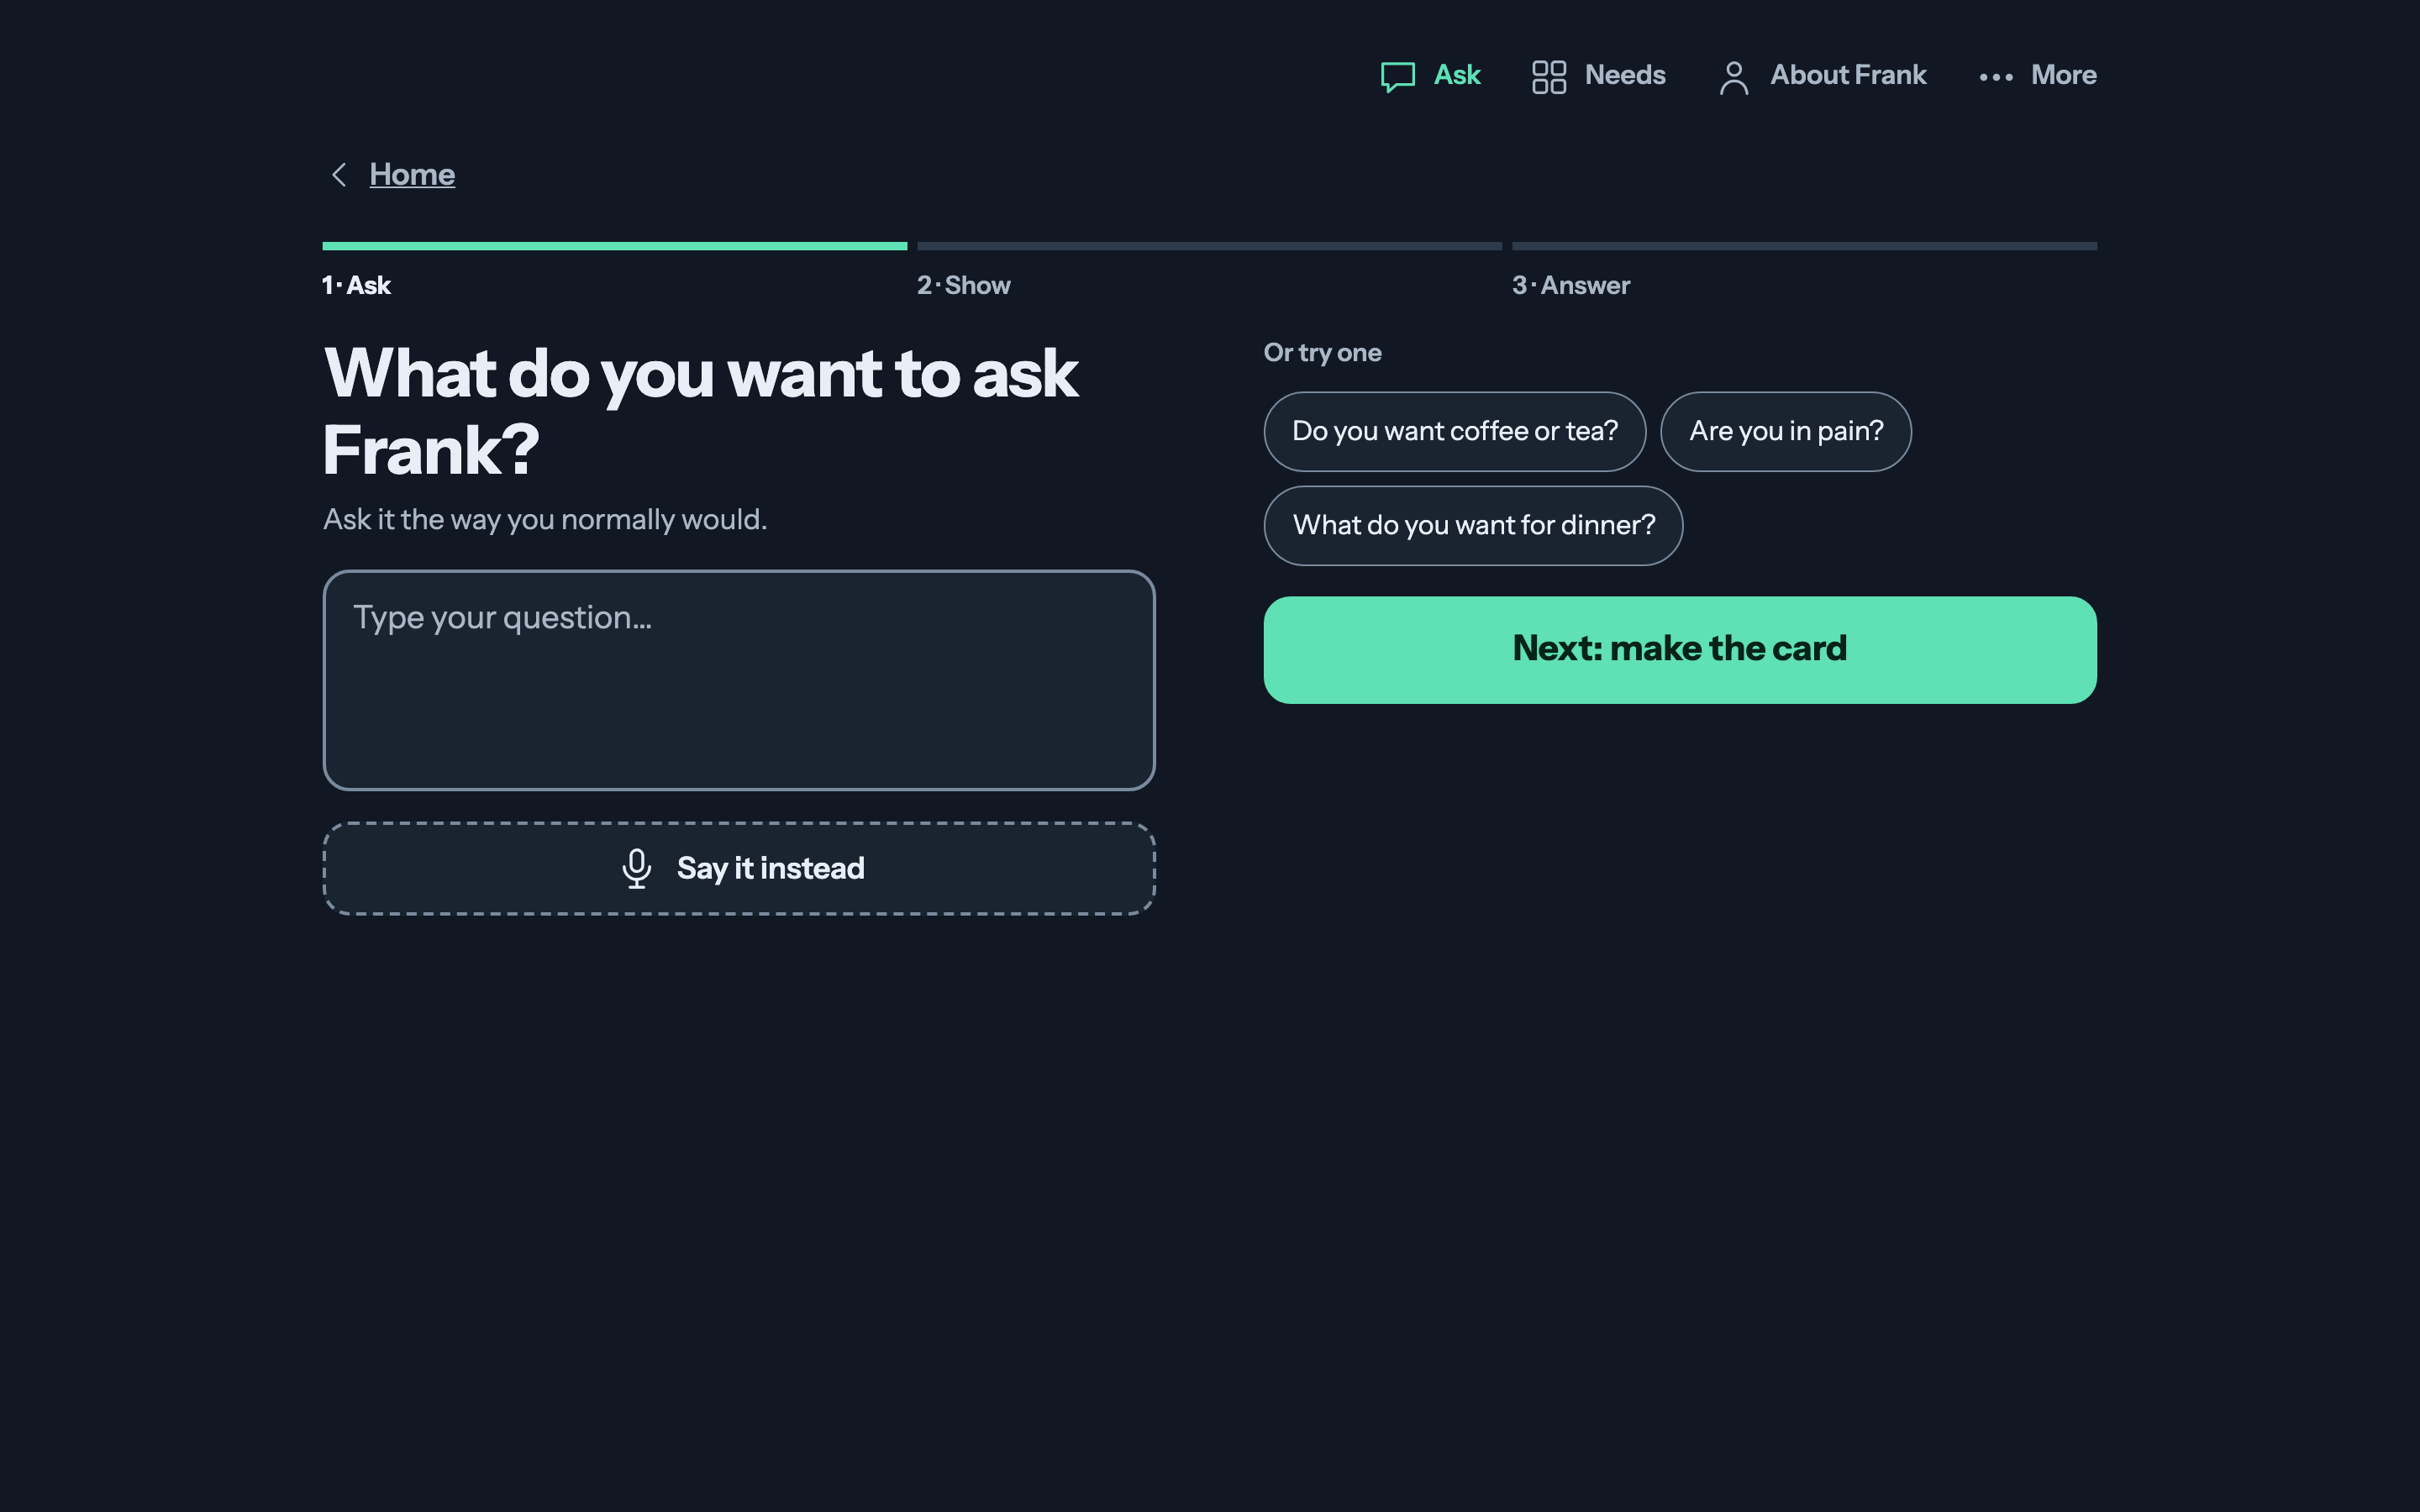 Ask
Needs
About Frank
More
Home
1 · Ask
2 · Show
3 · Answer
What do you want to ask
Frank?
Ask it the way you normally would.
Type your question...
Say it instead
Or try one
Do you want coffee or tea?
Are you in pain?
What do you want for dinner?
Next: make the card